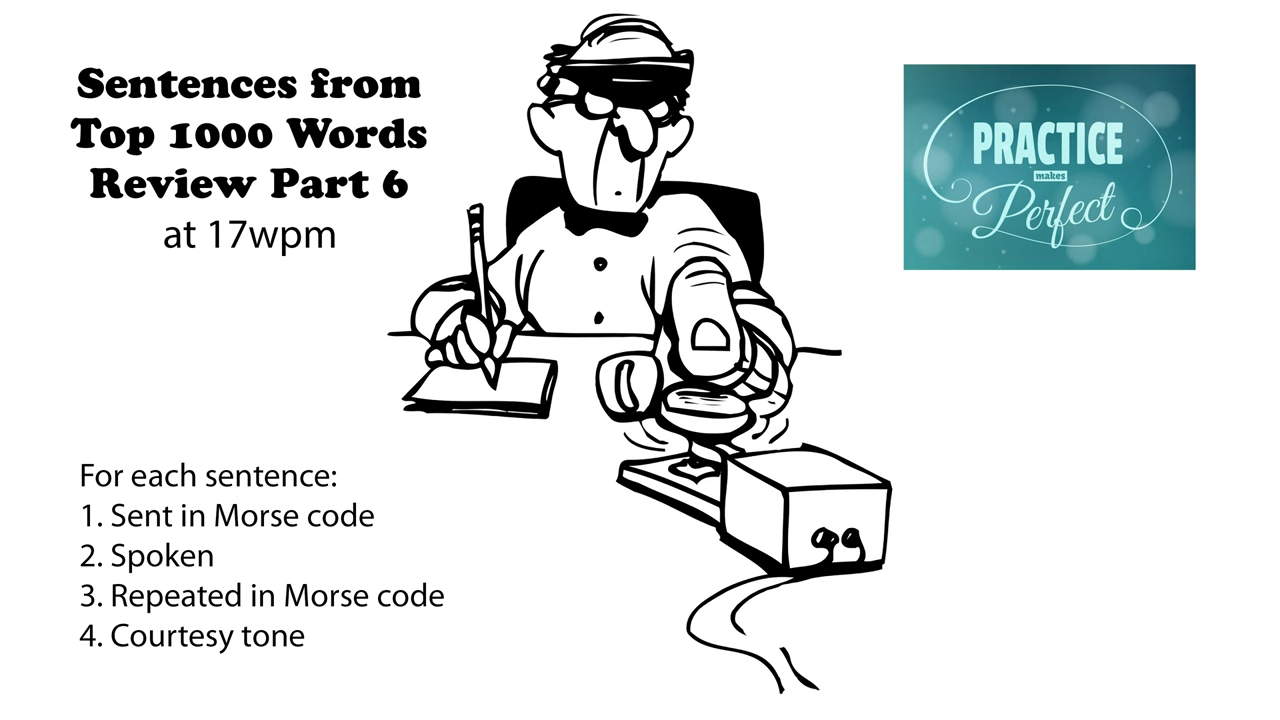 Sentences from
Top 1000 Words
Review Part 6
at 17wpm
PRACTICE
makes
Perfect
For each sentence:
1. Sent in Morse code
2. Spoken
3. Repeated in Morse code
4. Courtesy tone